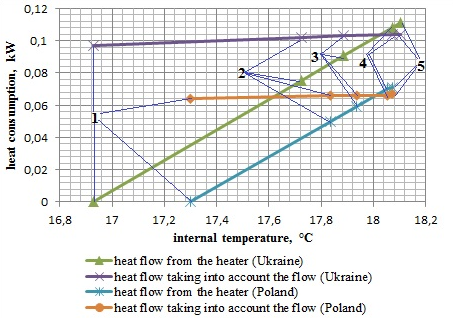 0,12
0,1
0,08
0,06
0,04
0,02
0
heat consumption, kW
1
2
3
4
5
16,8 17 17,2 17,4 17,6 17,8 18 18,2
internal temperature, °C
heat flow from the heater (Ukraine)
heat flow taking into account the flow (Ukraine)
heat flow from the heater (Poland)
heat flow taking into account the flow (Poland)